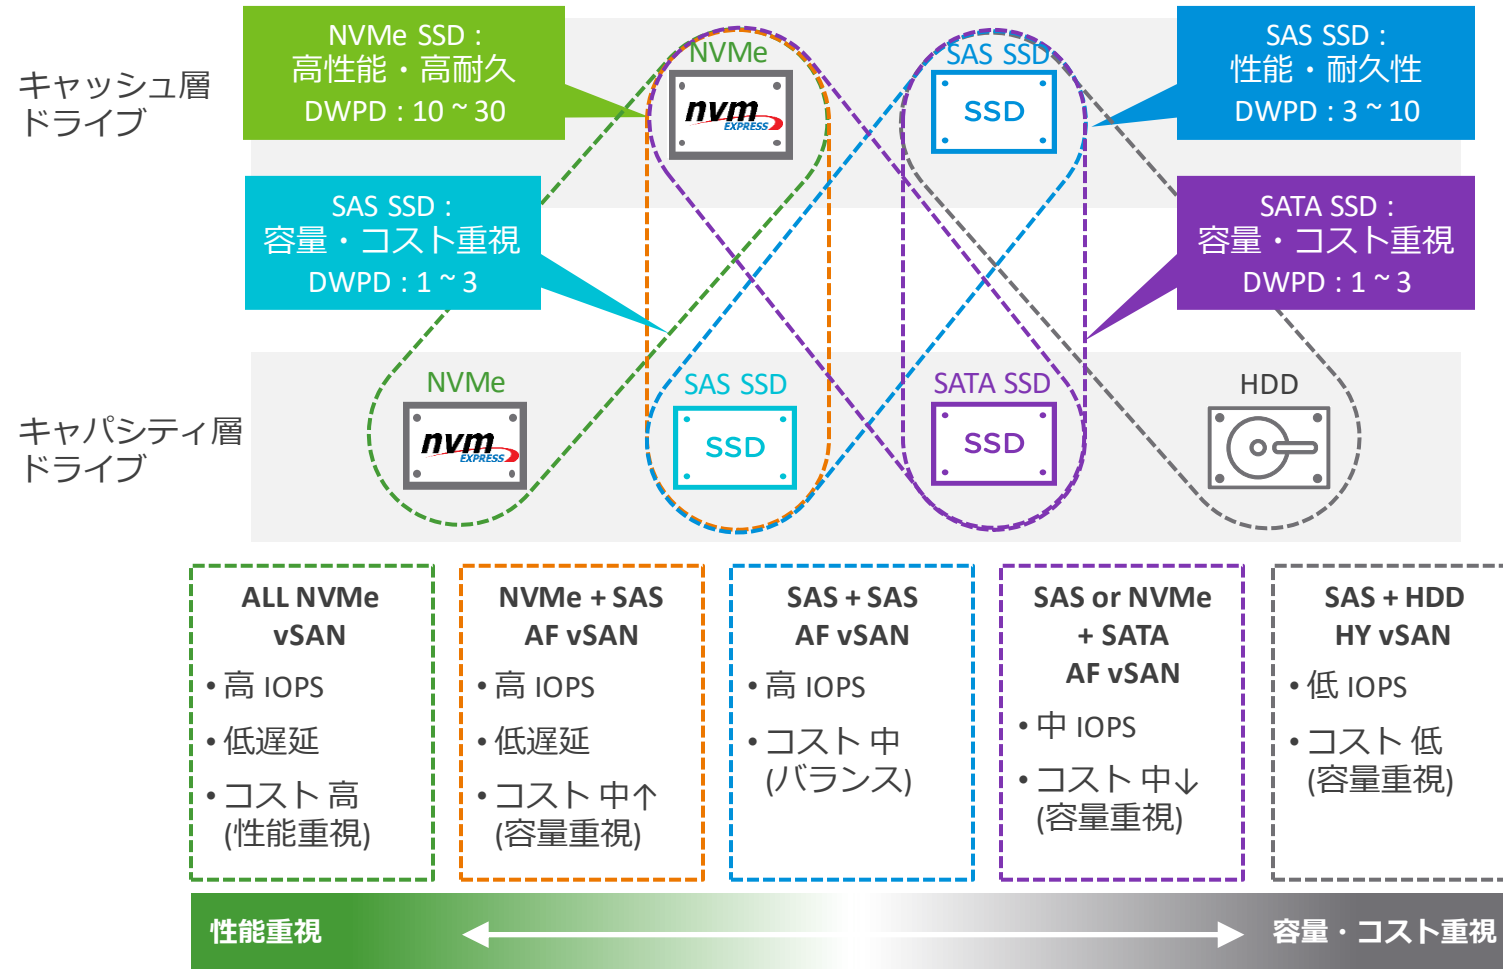 キャッシュ層
ドライブ
NVMe SSD :
高性能・高耐久
DWPD : 10 ~ 30
NVMe
nvm
EXPRESS
SAS SSD
SSD
SAS SSD :
性能・耐久性
DWPD : 3 ~ 10
SAS SSD :
容量・コスト重視
DWPD : 1 ~ 3
SATA SSD :
容量・コスト重視
DWPD : 1 ~ 3
キャパシティ層
ドライブ
NVMe
nvm
EXPRESS
SAS SSD
SSD
SATA SSD
SSD
HDD
ALL NVMe
vSAN
• 高 IOPS
• 低遅延
• コスト 高
(性能重視)
NVMe + SAS
AF vSAN
• 高 IOPS
• 低遅延
• コスト 中↑
(容量重視)
SAS + SAS
AF vSAN
• 高 IOPS
• コスト 中
(バランス)
SAS or NVMe
+ SATA
AF vSAN
• 中 IOPS
• コスト 中↓
(容量重視)
SAS + HDD
HY vSAN
• 低 IOPS
• コスト 低
(容量重視)
性能重視
容量・コスト重視